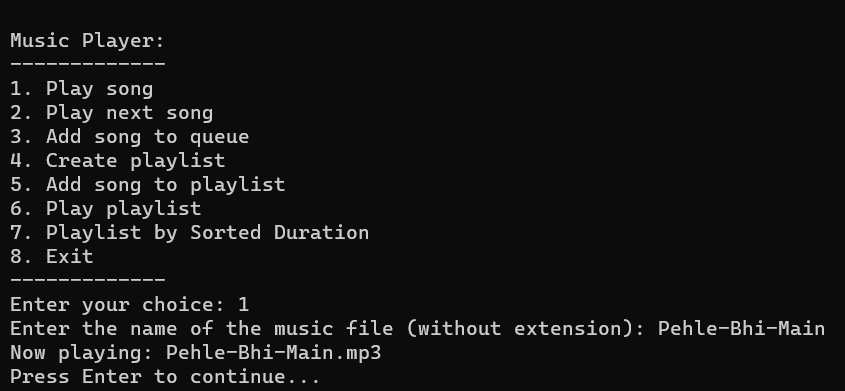 Music Player:
-------------
1. Play song
2. Play next song
3. Add song to queue
4. Create playlist
5. Add song to playlist
6. Play playlist
7. Playlist by Sorted Duration
8. Exit
-------------
Enter your choice: 1
Enter the name of the music file (without extension): Pehle-Bhi-Main
Now playing: Pehle-Bhi-Main.mp3
Press Enter to continue...